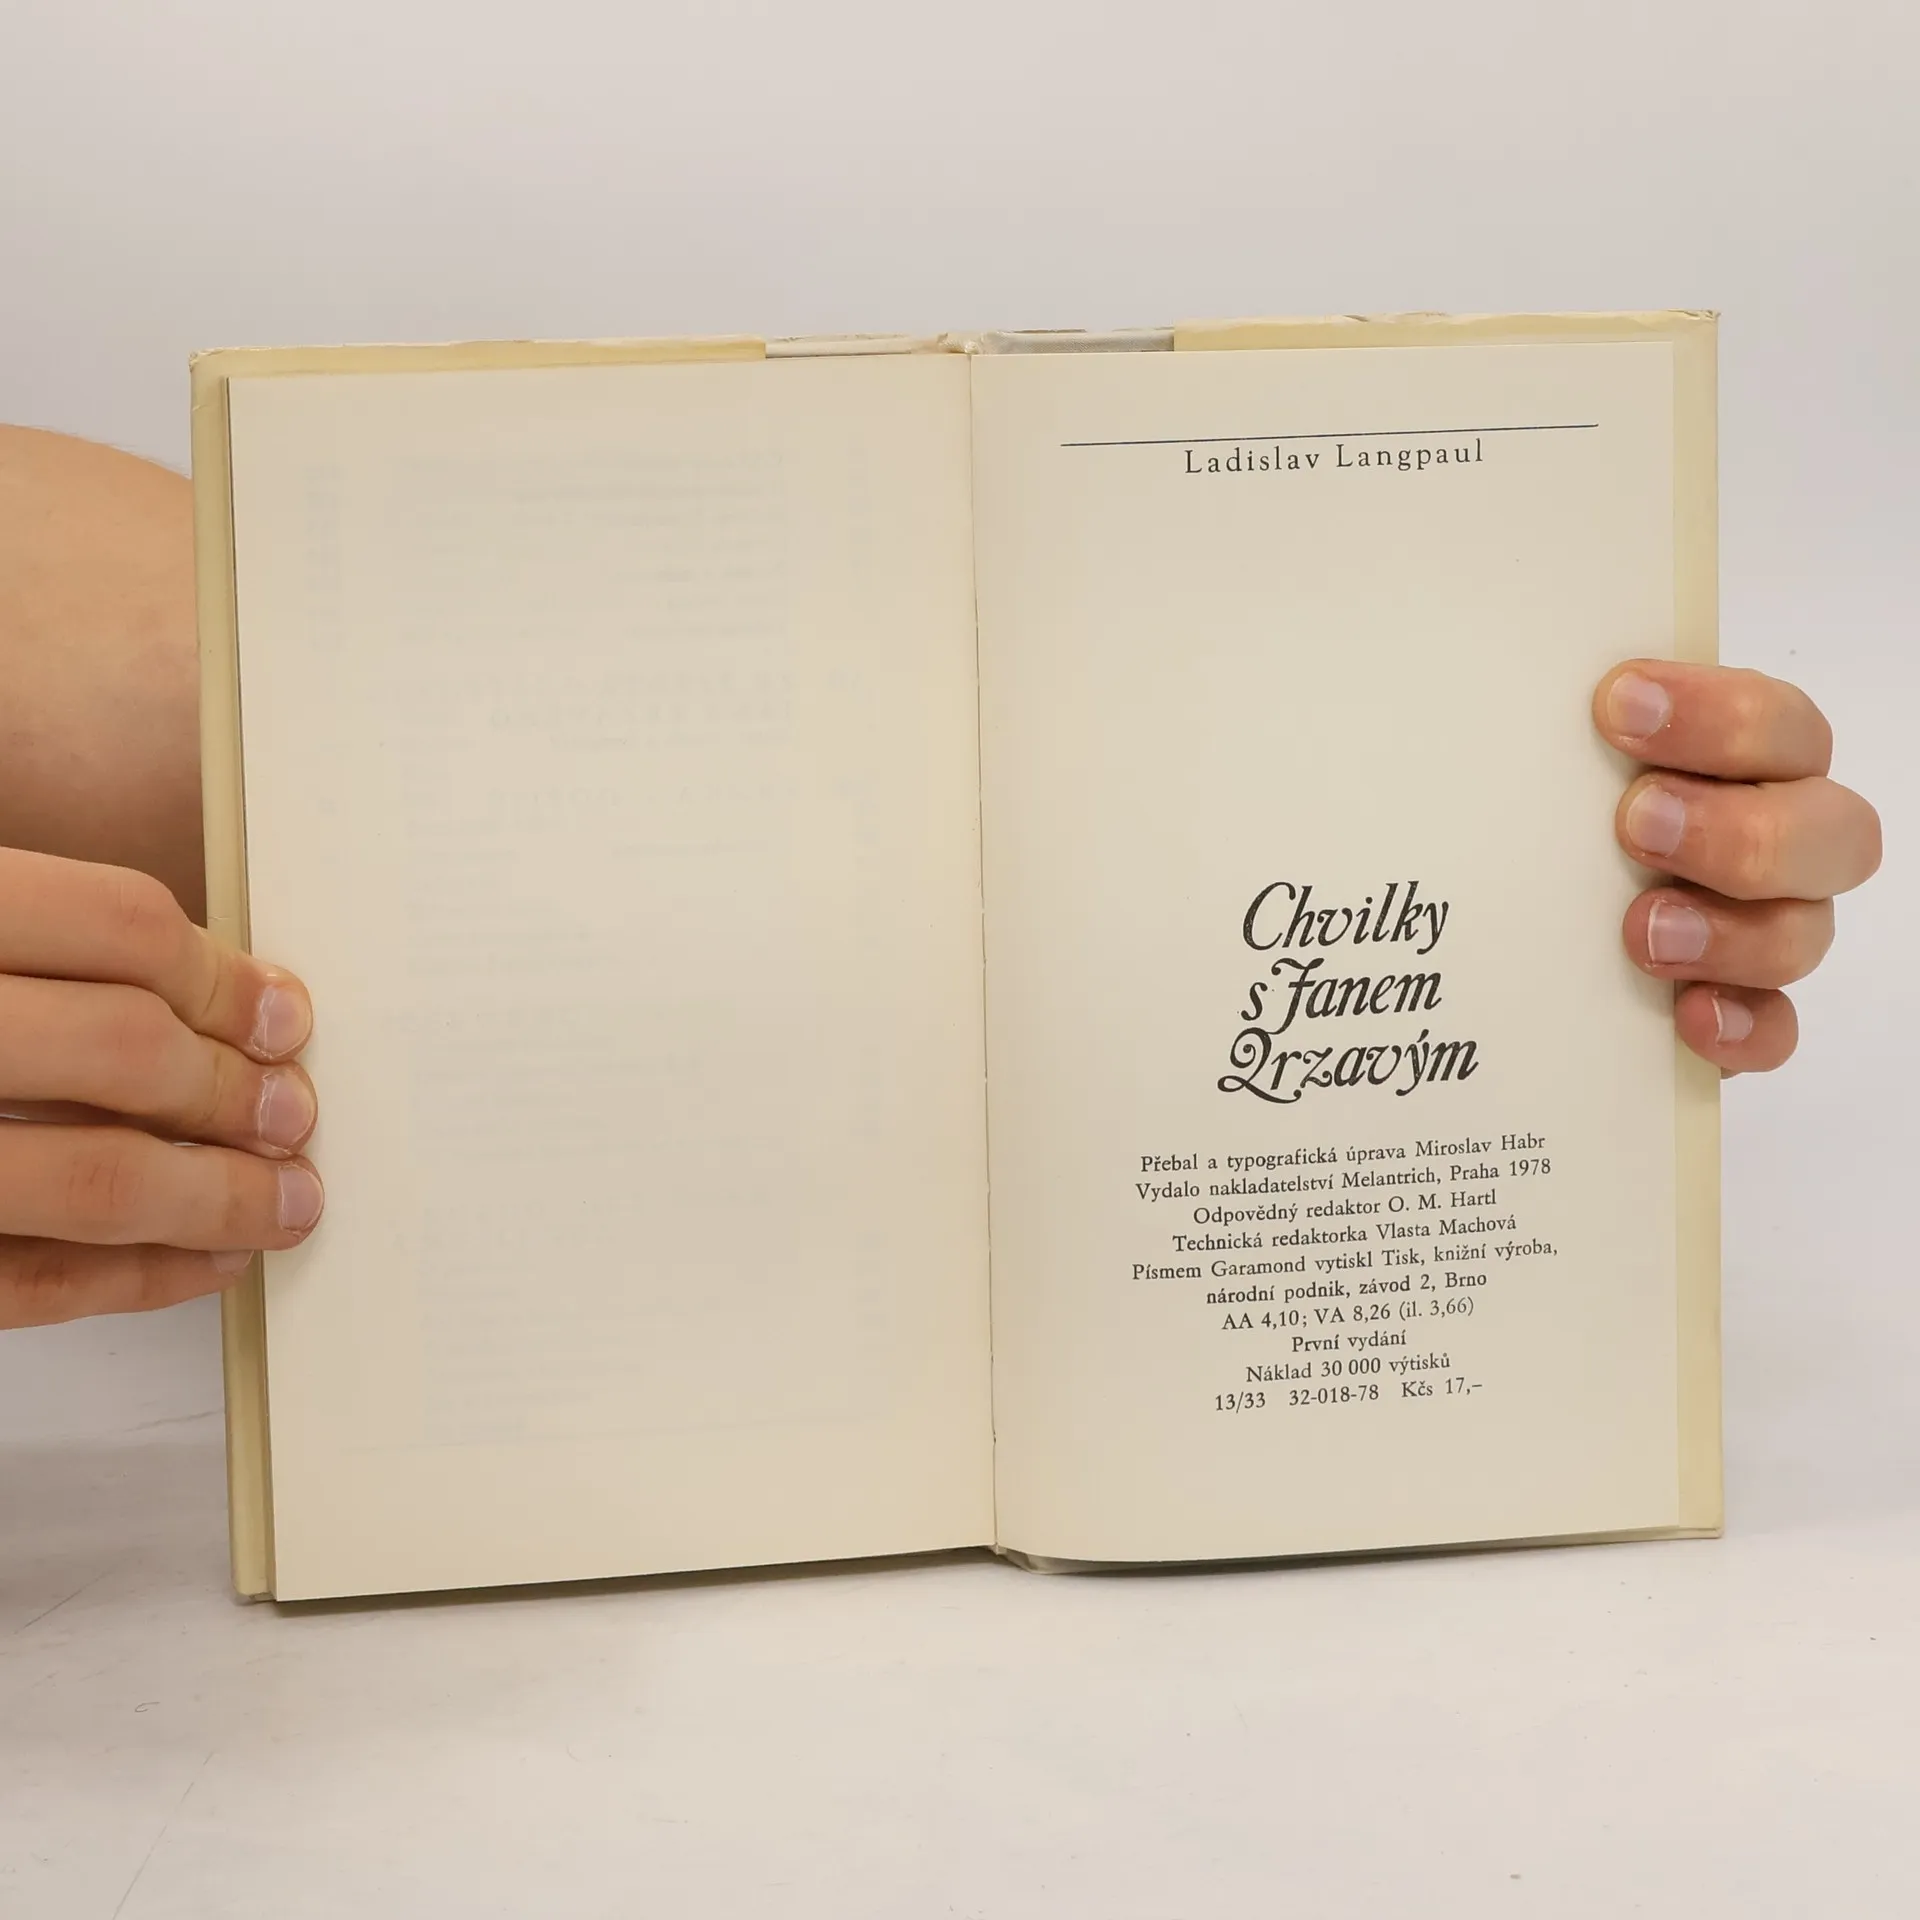 Ladislav Langpaul
Chvilky
s Janem
Zrzavým
Přebal a typografická úprava Miroslav Habr
Vydalo nakladatelství Melantrich, Praha 1978
Odpovědný redaktor O. M. Hartl
Technická redaktorka Vlasta Machová
Písmem Garamond vytiskl Tisk, knižní výroba,
národní podnik, závod 2, Brno
AA 4,10; VA 8,26 (il. 3,66)
První vydání
Náklad 30 000 výtisků
13/33 32-018-78 Kčs 17,–